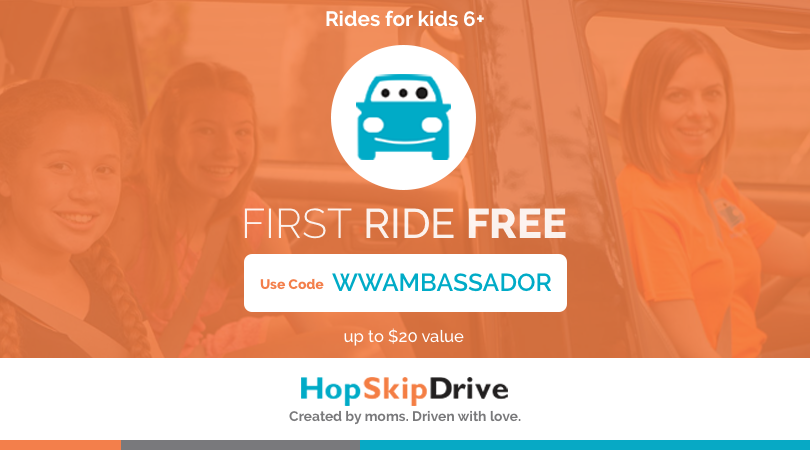 Rides for kids 6+
FIRST RIDE FREE
Use Code WWAMBASSADOR
up to $20 value
HopSkipDrive
Created by moms. Driven with love.